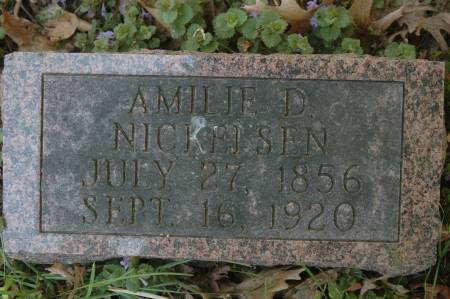 AMILIE D.
NICKELSEN
JULY 27, 1856
SEPT. 16, 1920